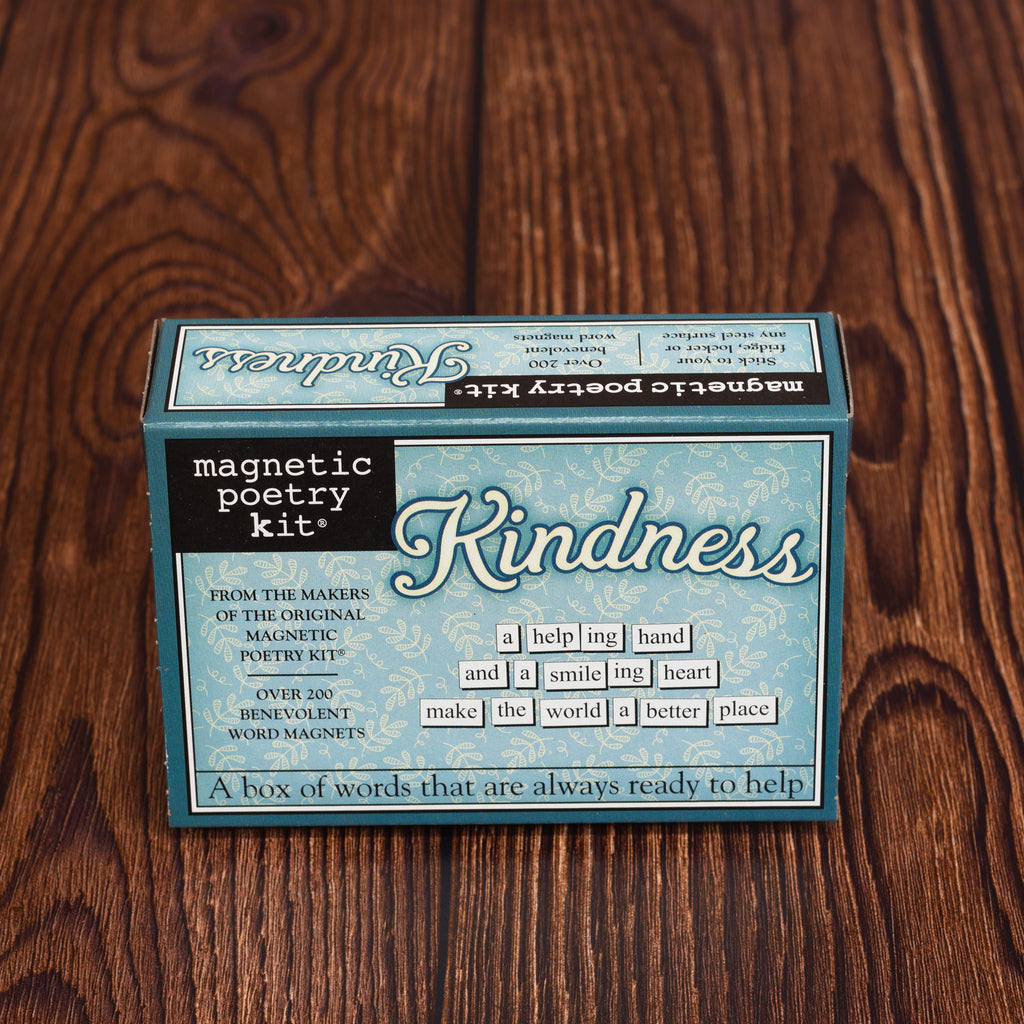 Kindness
Over 200
benevolent
word magnets
Stick to your
fridge, locker or
any steel surface
magnetic poetry kit®
magnetic
poetry
kit®
Kindness
FROM THE MAKERS
OF THE ORIGINAL
MAGNETIC
POETRY KIT®
OVER 200
BENEVOLENT
WORD MAGNETS
a help ing hand
and a smile ing heart
make the world a better place
A box of words that are always ready to help